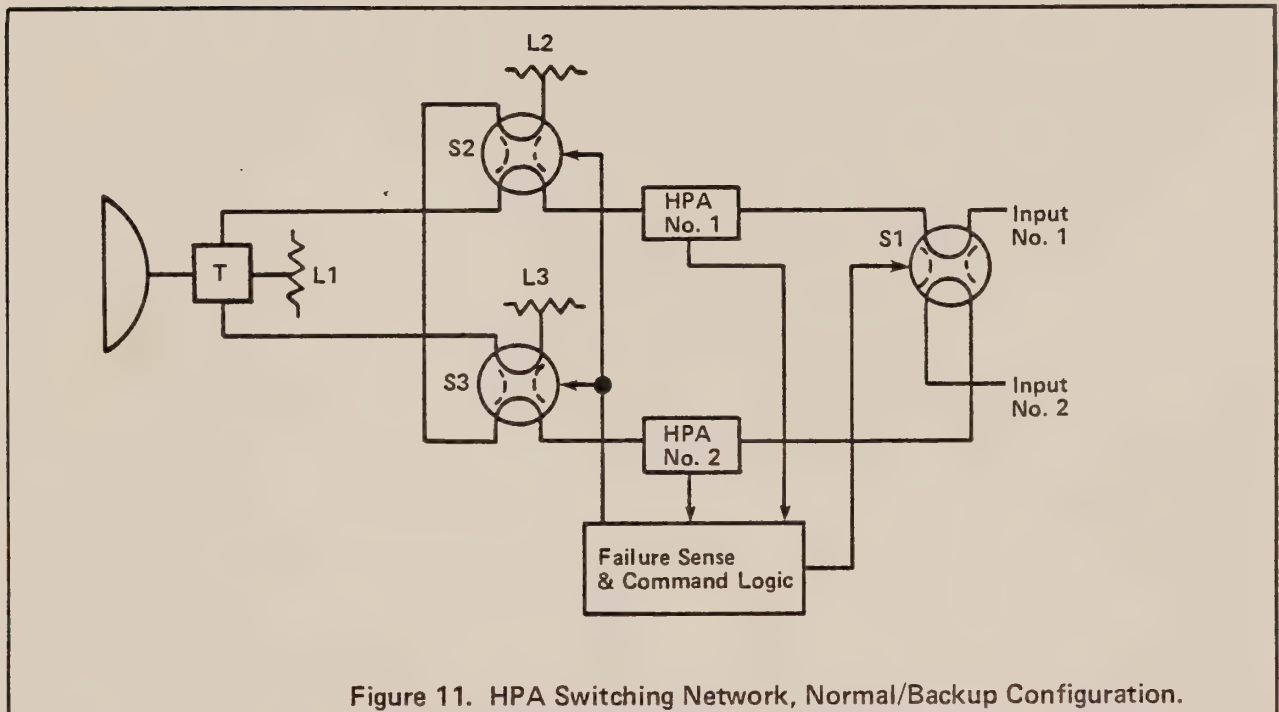 L2
S2
HPA
No. 1
S1
Input
No. 1
T
L1
L3
S3
Input
No. 2
HPA
No. 2
Failure Sense
& Command Logic
Figure 11. HPA Switching Network, Normal/Backup Configuration.